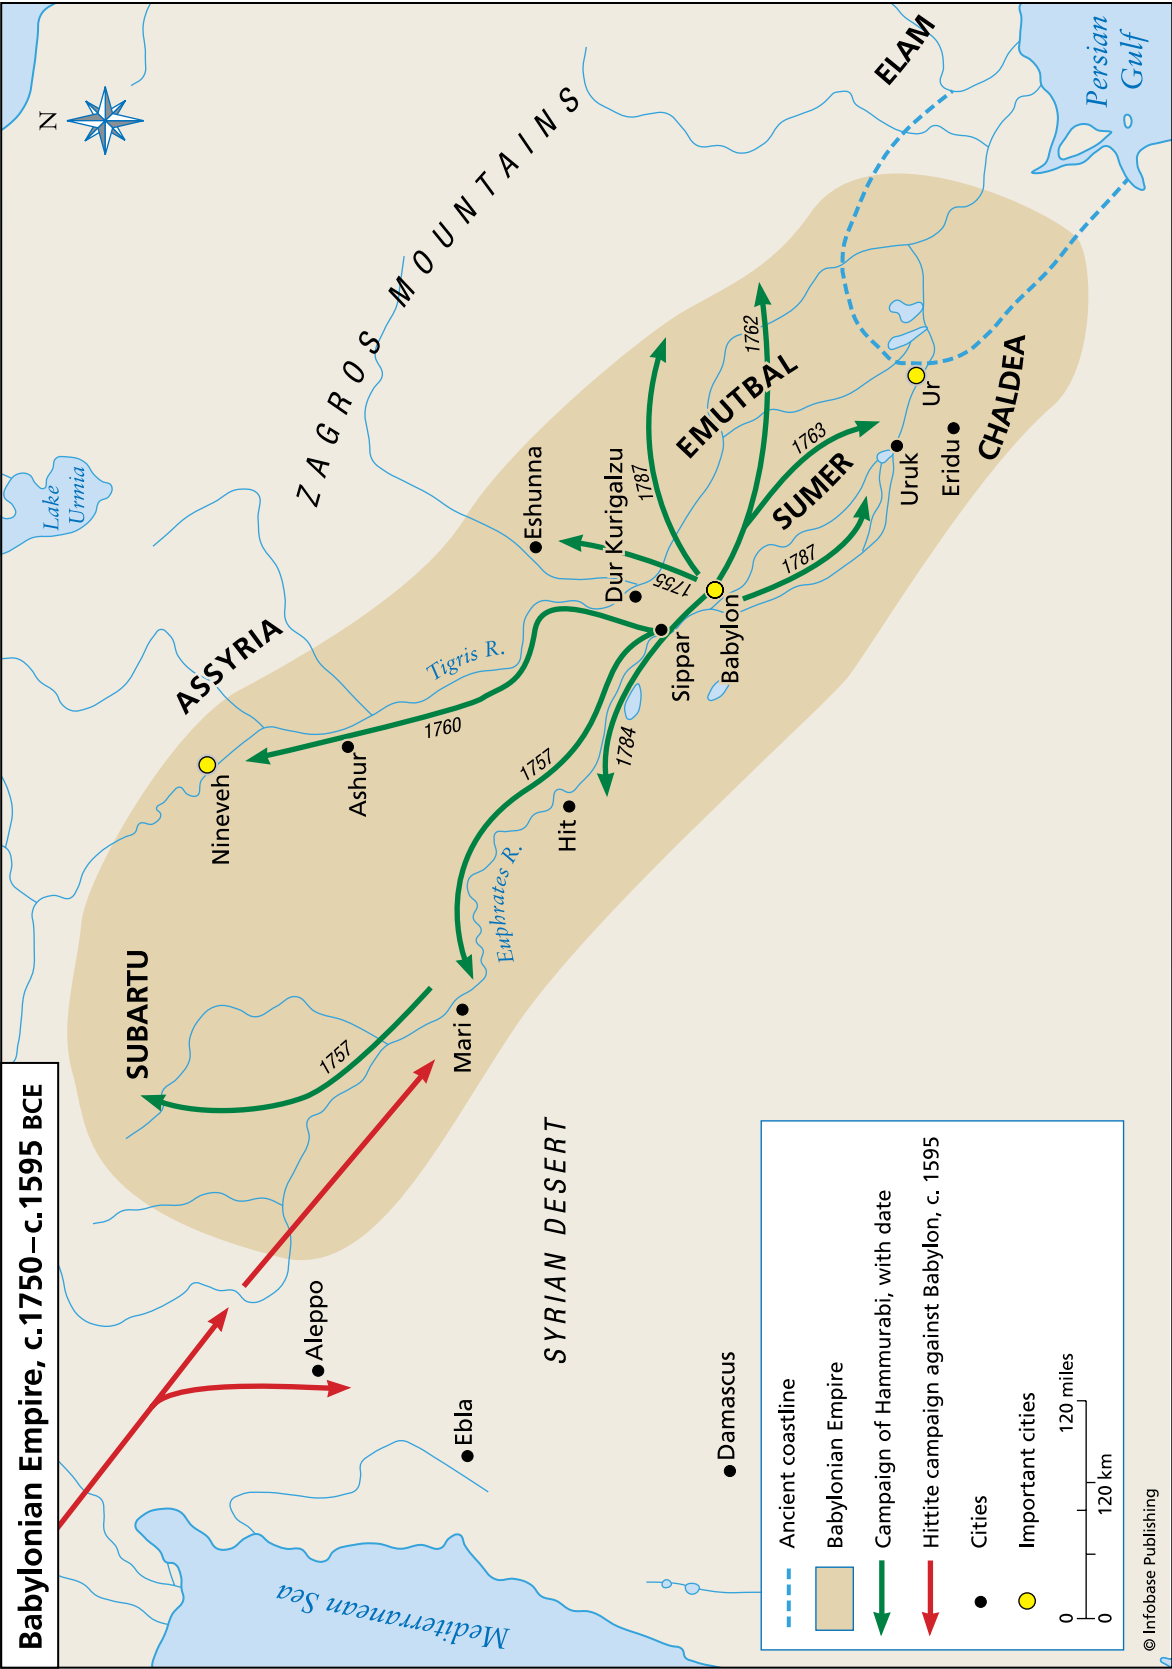 Babylonian Empire, c.1750–c.1595 BCE
N
Lake
Urmia
ZAGROS MOUNTAINS
ELAM
Persian
Gulf
ASSYRIA
SUBARTU
Nineveh
Ashur
Tigris R.
1760
Eshunna
Dur Kurigalzu
1755
1787
EMUTBAL
1762
1763
SUMER
1787
Ur
Uruk
Eridu
CHALDEA
Babylon
Sippar
1784
1757
Hit
Euphrates R.
Mari
1757
SYRIAN DESERT
Aleppo
Ebla
Damascus
Mediterranean Sea
Ancient coastline
Babylonian Empire
Campaign of Hammurabi, with date
Hittite campaign against Babylon, c. 1595
Cities
Important cities
0 120 miles
0 120 km
© Infobase Publishing